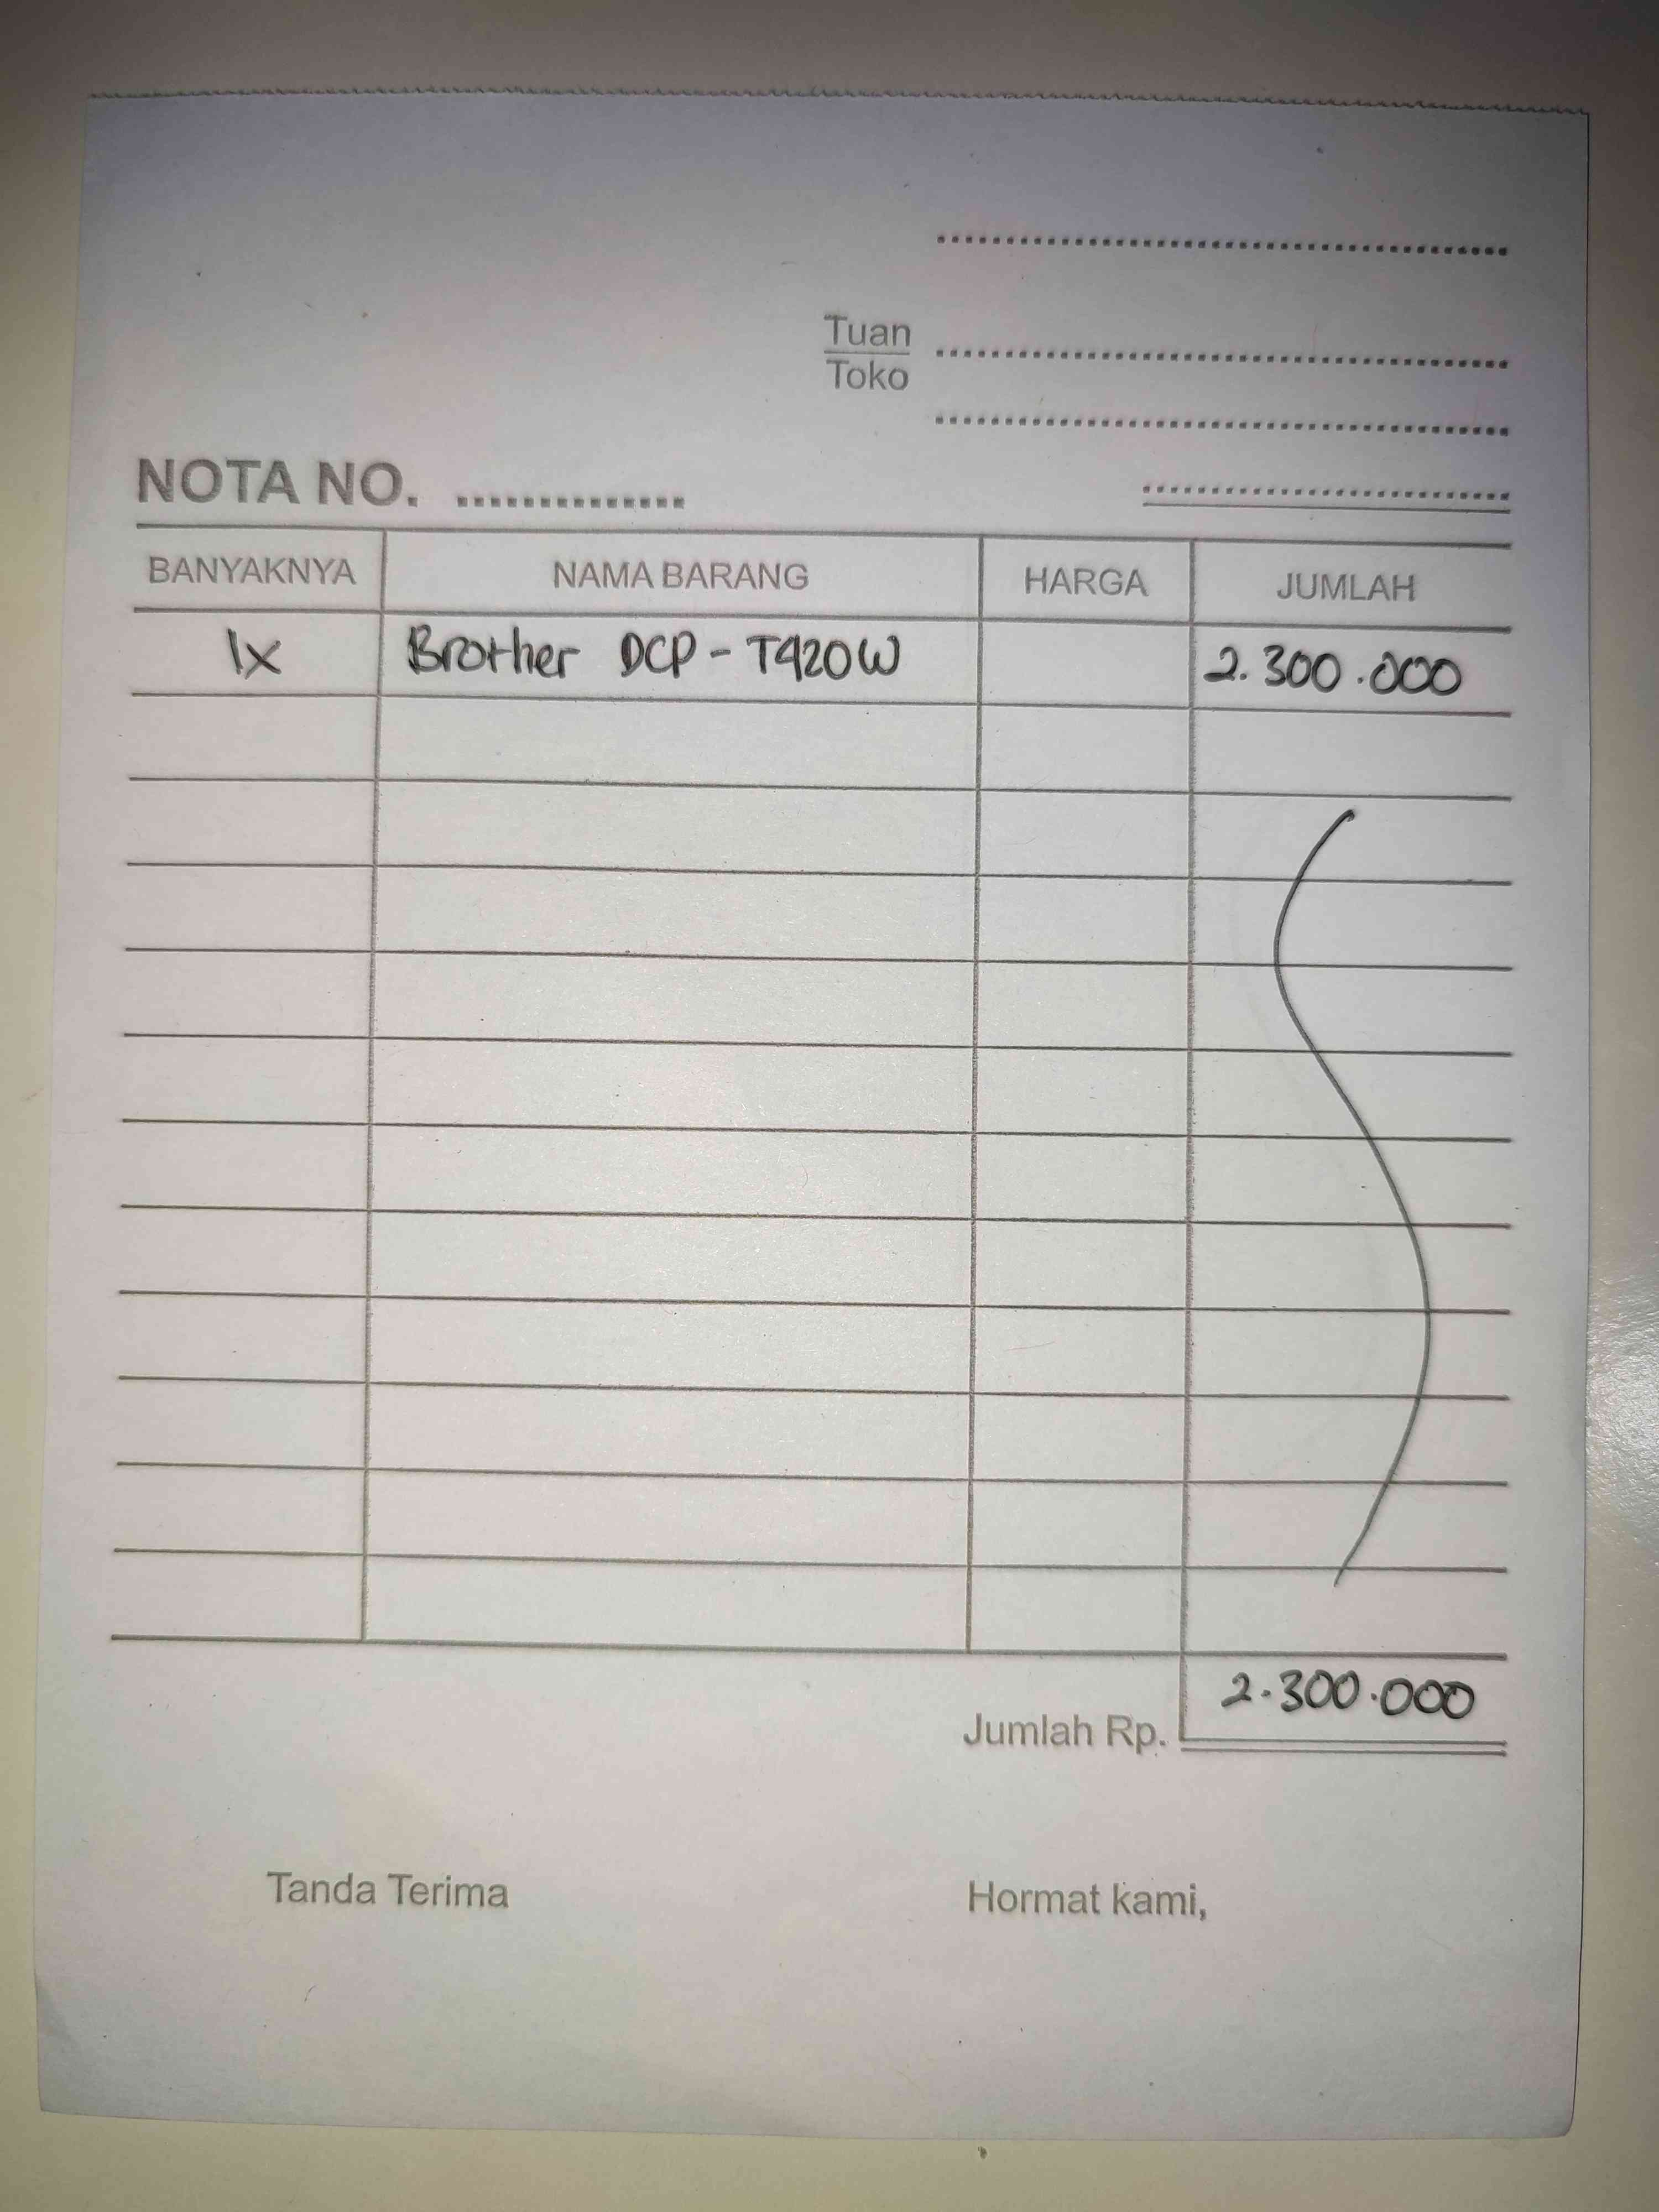 Tuan
Toko
NOTA NO. ..............
BANYAKNYA NAMA BARANG HARGA JUMLAH
1x Brother DCP - T420W 2.300.000
Jumlah Rp. 2.300.000
Tanda Terima Hormat kami,